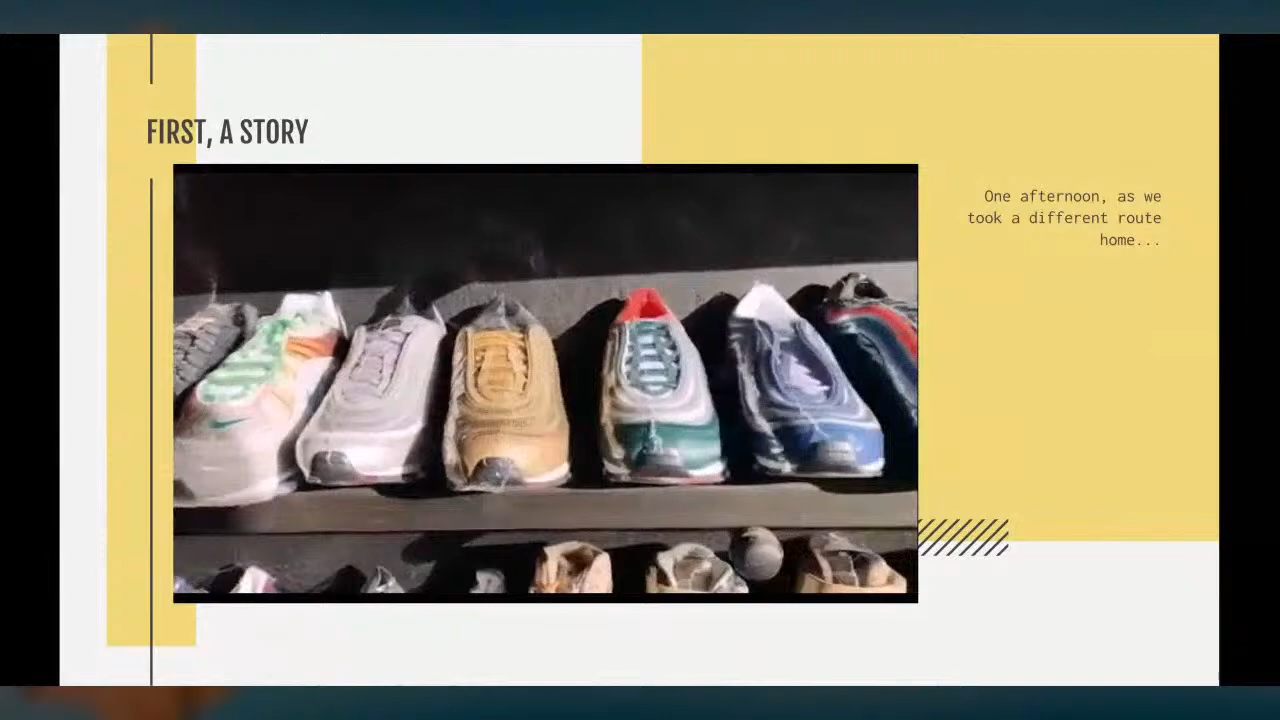 FIRST, A STORY
One afternoon, as we
took a different route
home...